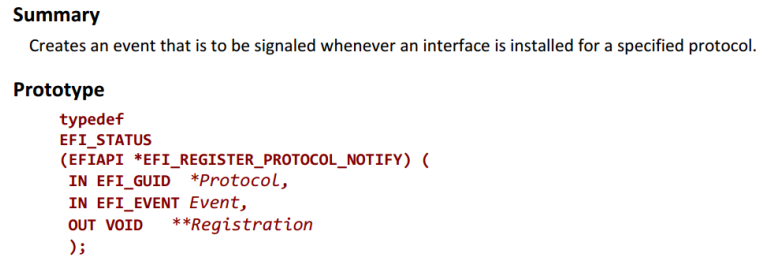 Summary
Creates an event that is to be signaled whenever an interface is installed for a specified protocol.
Prototype
typedef
EFI_STATUS
(EFIAPI *EFI_REGISTER_PROTOCOL_NOTIFY) (
IN EFI_GUID *Protocol,
IN EFI_EVENT Event,
OUT VOID **Registration
);